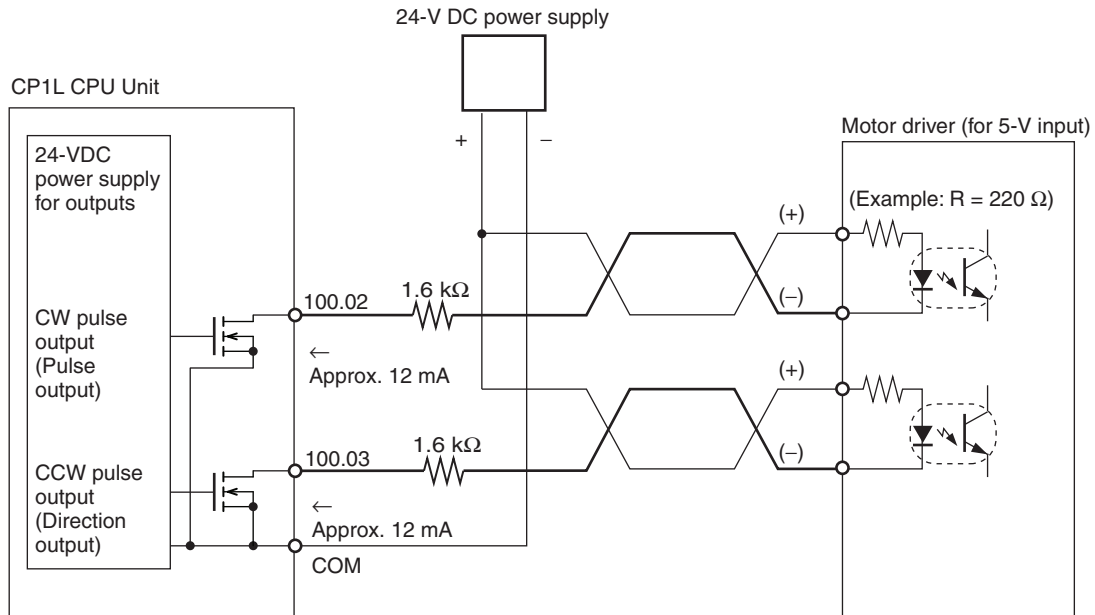 24-V DC power supply
CP1L CPU Unit
+
−
Motor driver (for 5-V input)
24-VDC
power supply
for outputs
(Example: R = 220 Ω)
(+)
(−)
100.02
1.6 kΩ
CW pulse
output
(Pulse
output)
←
Approx. 12 mA
(+)
(−)
100.03
1.6 kΩ
CCW pulse
output
(Direction
output)
←
Approx. 12 mA
COM